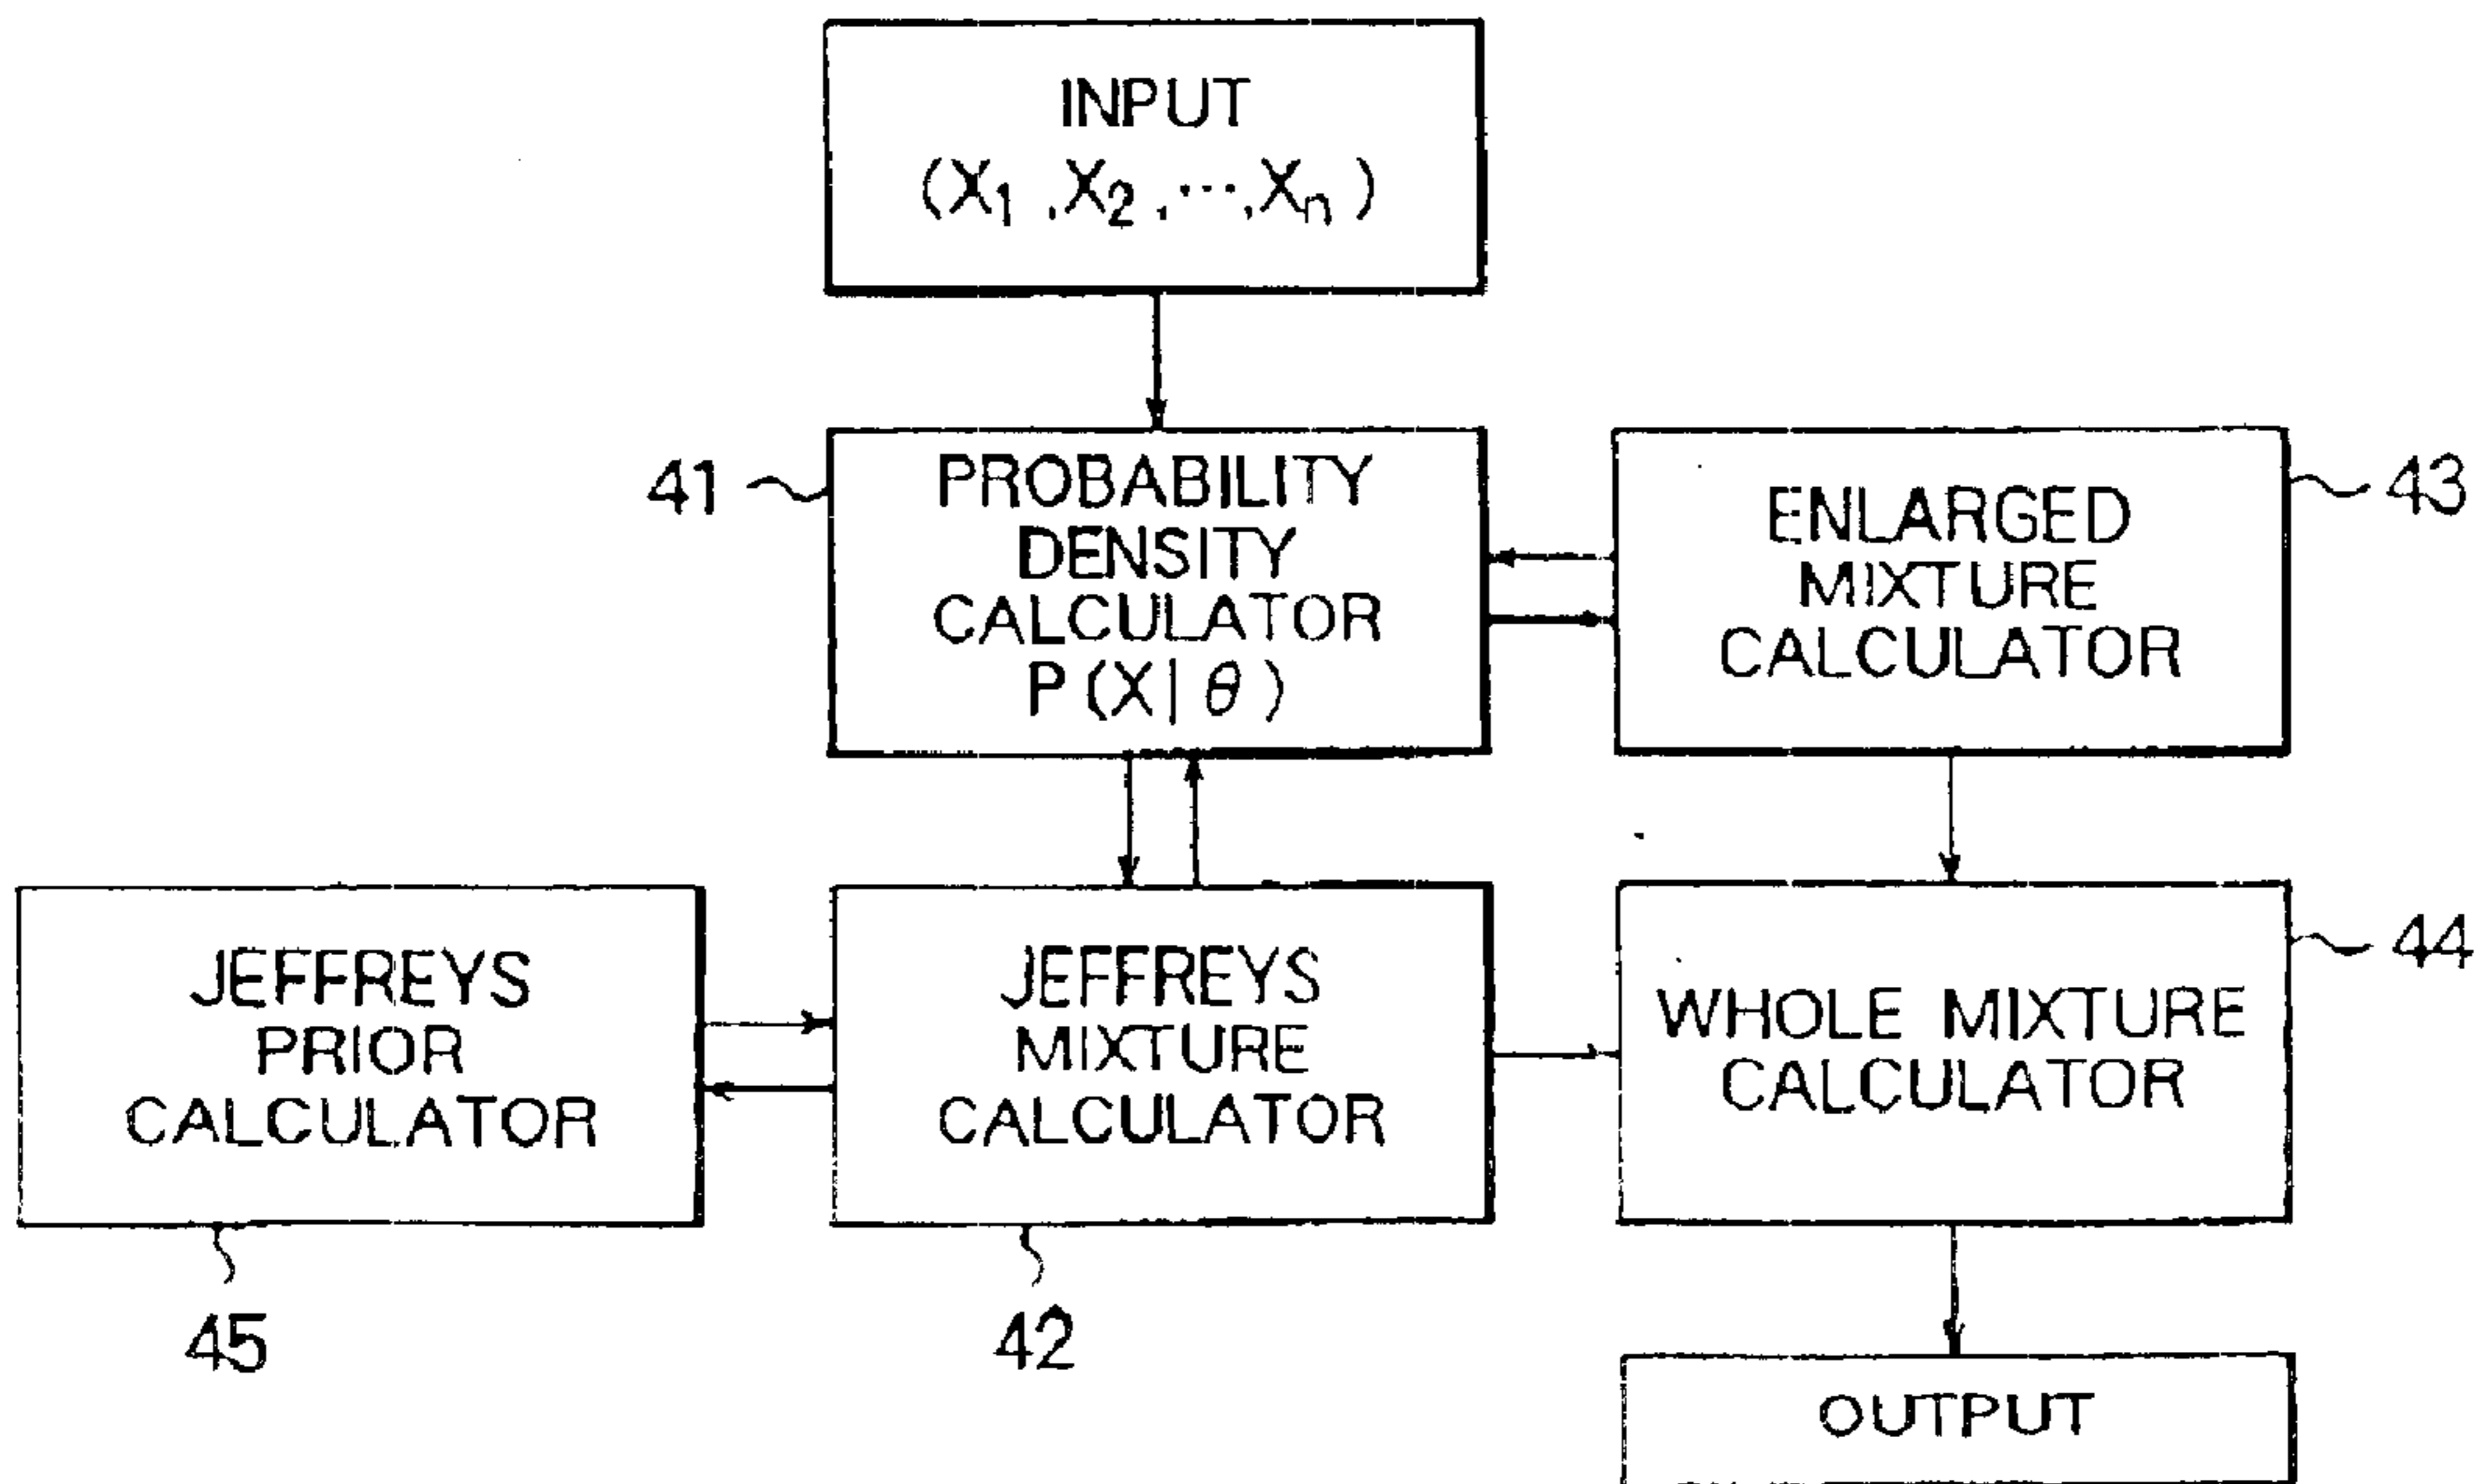 INPUT
(X₁ ,X₂ ,···,Xₙ )
41
PROBABILITY
DENSITY
CALCULATOR
P (X | θ )
ENLARGED
MIXTURE
CALCULATOR
43
JEFFREYS
PRIOR
CALCULATOR
45
JEFFREYS
MIXTURE
CALCULATOR
42
WHOLE MIXTURE
CALCULATOR
44
OUTPUT